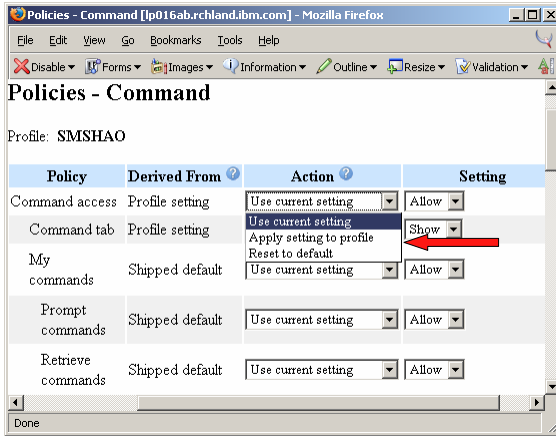 Policies - Command [lp016ab.rchland.ibm.com] - Mozilla Firefox
File Edit View Go Bookmarks Tools Help
Disable Forms Images Information Outline Resize Validation
Policies - Command
Profile: SMSHAO
Policy Derived From ? Action ? Setting
Command access Profile setting Use current setting Allow
Use current setting
Command tab Profile setting Apply setting to profile Show
Reset to default
My commands Shipped default Use current setting Allow
Prompt commands Shipped default Use current setting Allow
Retrieve commands Shipped default Use current setting Allow
Done